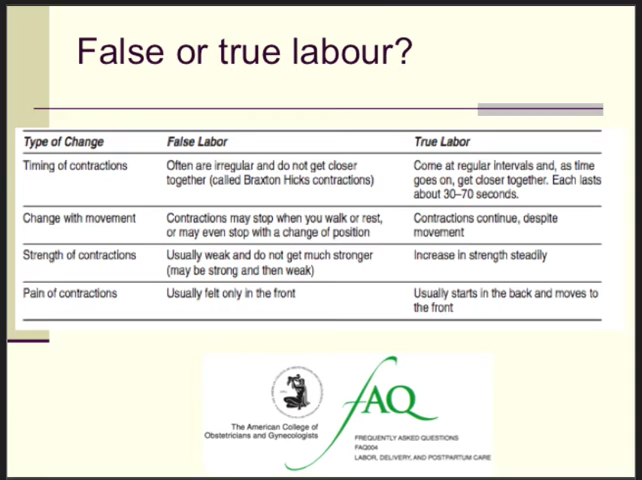 False or true labour?
Type of Change False Labor True Labor
Timing of contractions Often are irregular and do not get closer Come at regular intervals and, as time
together (called Braxton Hicks contractions) goes on, get closer together. Each lasts
about 30–70 seconds.
Change with movement Contractions may stop when you walk or rest, Contractions continue, despite
or may even stop with a change of position movement
Strength of contractions Usually weak and do not get much stronger Increase in strength steadily
(may be strong and then weak)
Pain of contractions Usually felt only in the front Usually starts in the back and moves to
the front
fAQ
The American College of
Obstetricians and Gynecologists
FREQUENTLY ASKED QUESTIONS
FAQ004
LABOR, DELIVERY, AND POSTPARTUM CARE